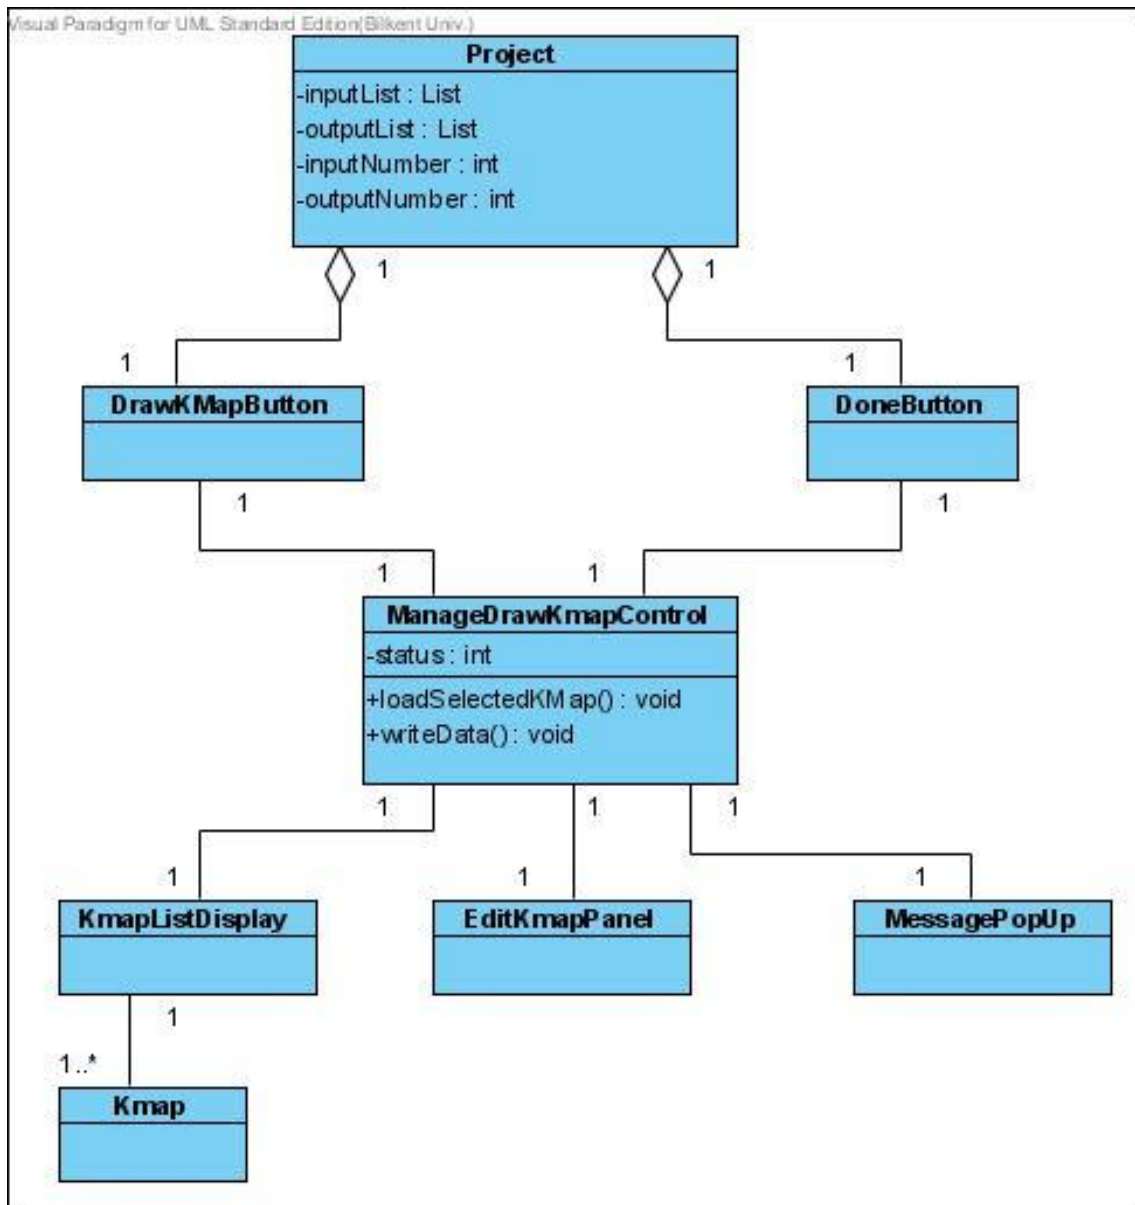 Visual Paradigm for UML Standard Edition(Bilkent Univ.)
Project
-inputList : List
-outputList : List
-inputNumber : int
-outputNumber : int
1
1
1
1
DrawKMapButton
DoneButton
1
1
1
1
ManageDrawKmapControl
-status : int
+loadSelectedKMap() : void
+writeData() : void
1
1
1
1
1
1
KmapListDisplay
EditKmapPanel
MessagePopUp
1
1..*
Kmap